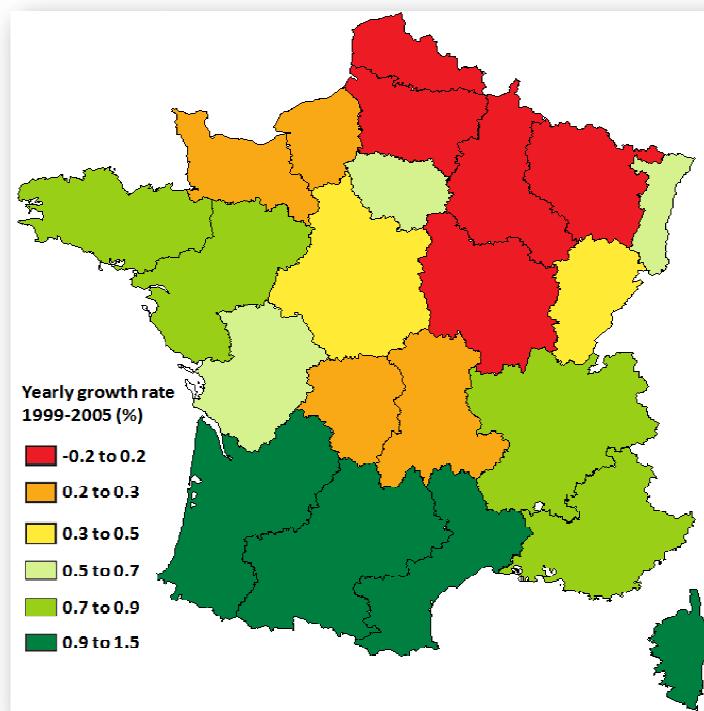 Yearly growth rate
1999-2005 (%)
-0.2 to 0.2
0.2 to 0.3
0.3 to 0.5
0.5 to 0.7
0.7 to 0.9
0.9 to 1.5